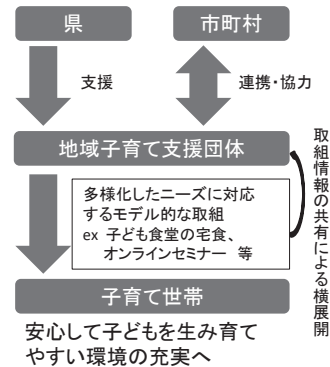 県
市町村
支援
連携・協力
地域子育て支援団体
多様化したニーズに対応
するモデル的な取組
ex 子ども食堂の宅食、
オンラインセミナー 等
取組情報の共有による横展開
子育て世帯
安心して子どもを生み育て
やすい環境の充実へ